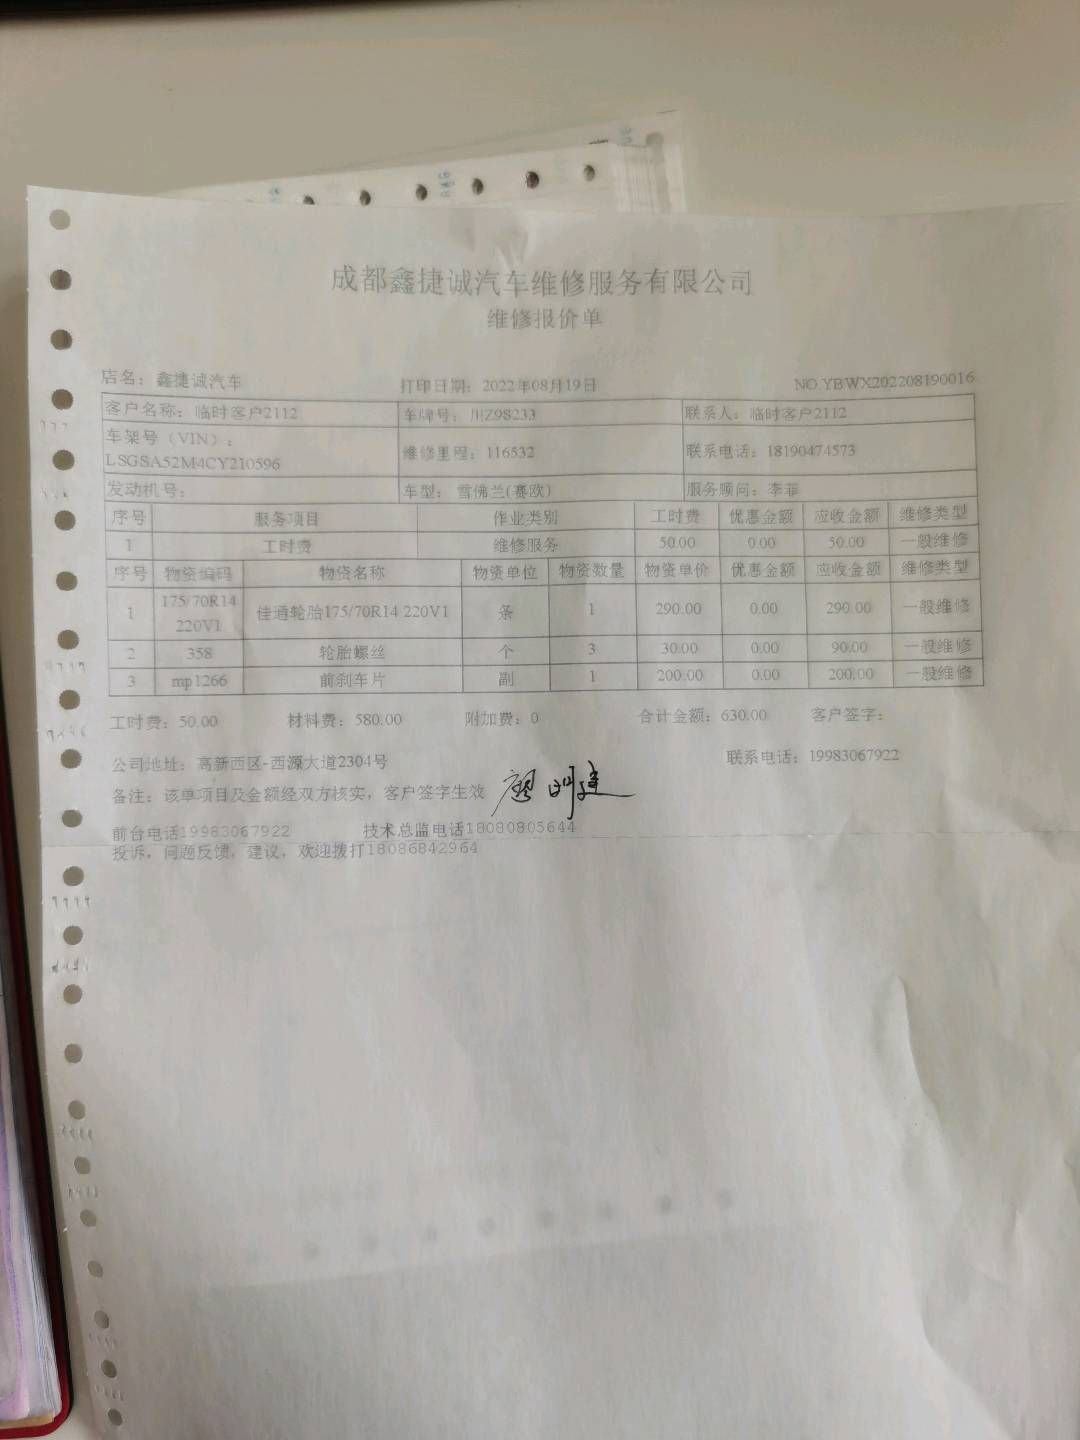 成都鑫捷诚汽车维修服务有限公司
维修报价单
店名：鑫捷诚汽车 打印日期：2022年08月19日 NO.YBWX202208190016
客户名称：临时客户2112 车牌号：川Z98233 联系人：临时客户2112
车架号（VIN）：
LSGSA52M4CY210596 维修里程：116532 联系电话：18190474573
发动机号： 车型：雪佛兰(赛欧) 服务顾问：李菲
序号 服务项目 作业类别 工时费 优惠金额 应收金额 维修类型
1 工时费 维修服务 50.00 0.00 50.00 一般维修
序号 物资编码 物资名称 物资单位 物资数量 物资单价 优惠金额 应收金额 维修类型
1 175/70R14 220V1 佳通轮胎175/70R14 220V1 条 1 290.00 0.00 290.00 一般维修
2 358 轮胎螺丝 个 3 30.00 0.00 90.00 一般维修
3 mp1266 前刹车片 副 1 200.00 0.00 200.00 一般维修
工时费：50.00 材料费：580.00 附加费：0 合计金额：630.00 客户签字：
公司地址：高新西区-西源大道2304号 联系电话：19983067922
备注：该单项目及金额经双方核实，客户签字生效
前台电话19983067922 技术总监电话18080805644
投诉，问题反馈，建议，欢迎拨打18086842964